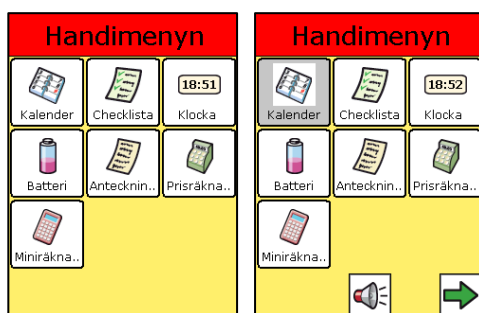 Handimenyn
18:51
Kalender Checklista Klocka
Batteri Antecknin.. Prisräkna..
Miniräkna..
Handimenyn
18:52
Kalender Checklista Klocka
Batteri Antecknin.. Prisräkna..
Miniräkna..